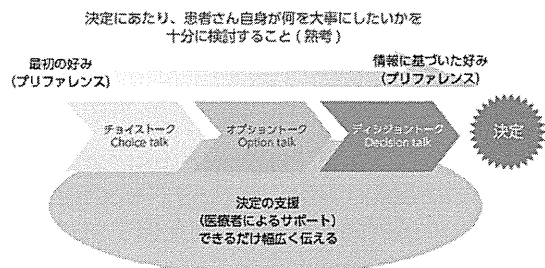 決定にあたり、患者さん自身が何を大事にしたいかを
十分に検討すること(熟考)
最初の好み
(プリファレンス)
情報に基づいた好み
(プリファレンス)
チョイストーク
Choice talk
オプショントーク
Option talk
ディシジョントーク
Decision talk
決定
決定の支援
(医療者によるサポート)
できるだけ幅広く伝える